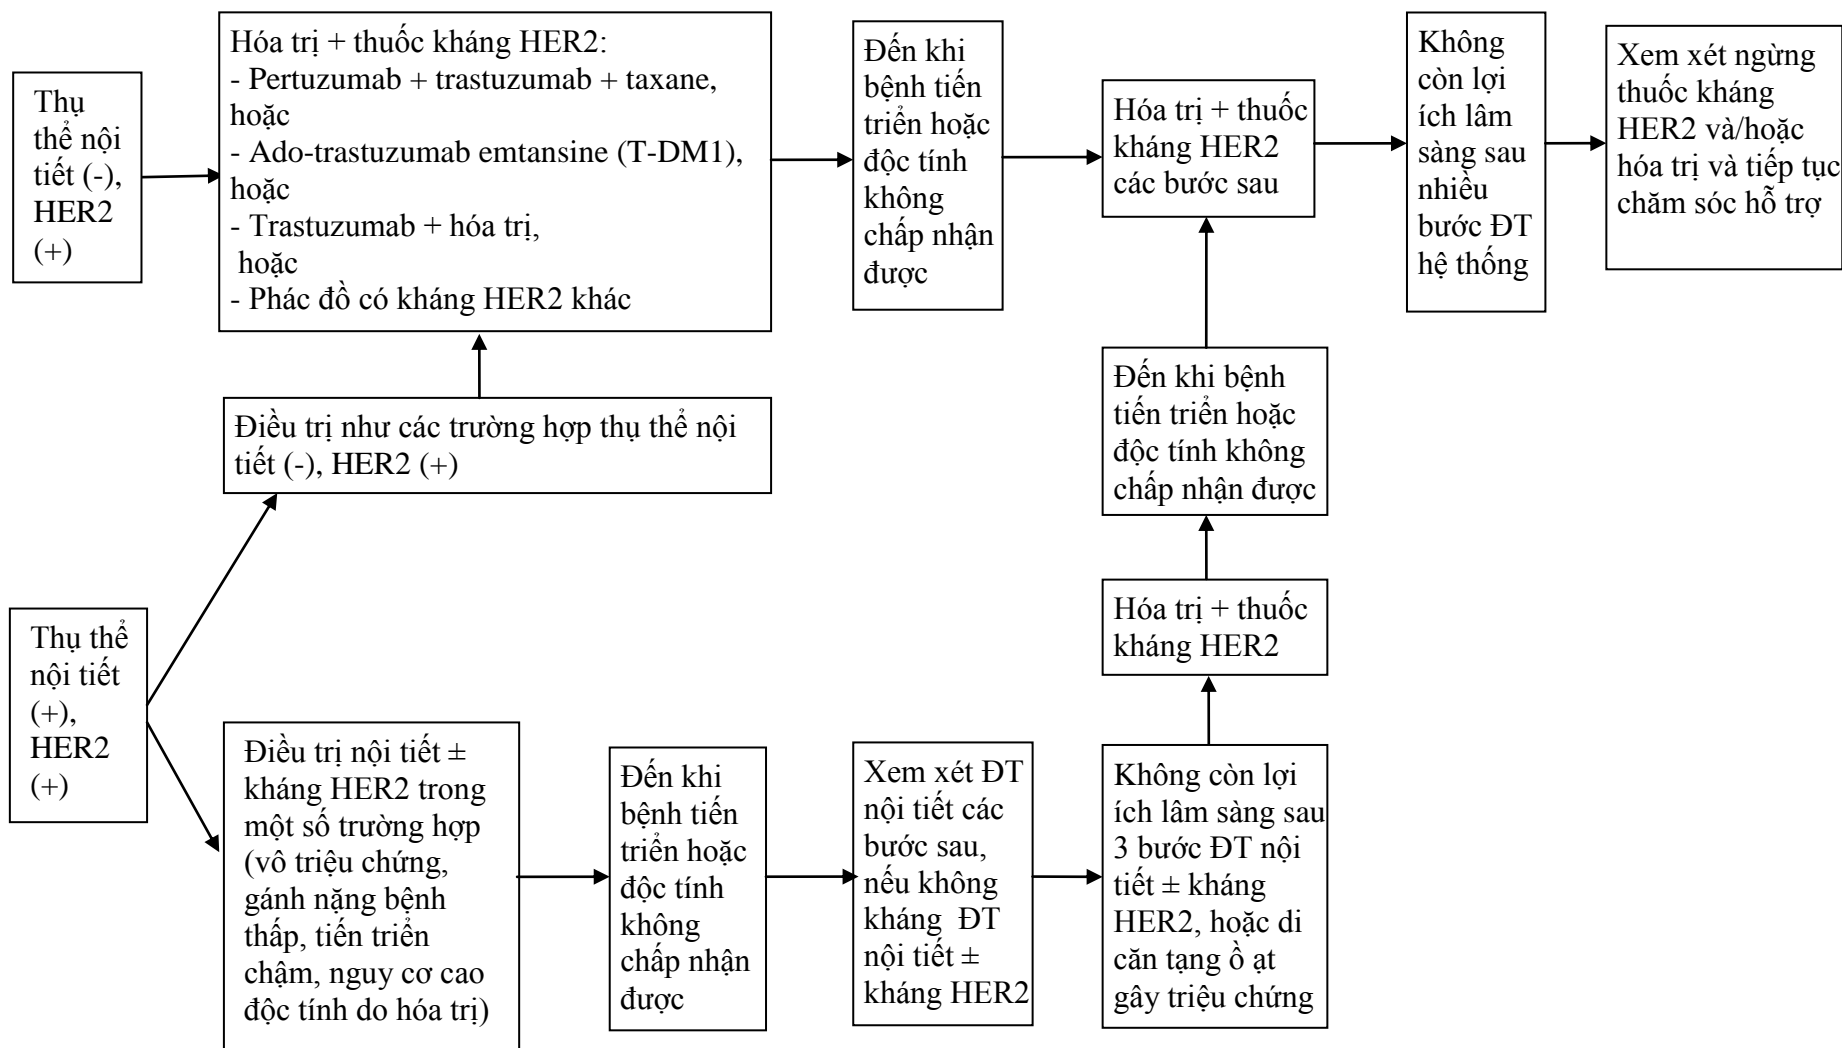 Thụ
thể nội
tiết (-),
HER2
(+)
Hóa trị + thuốc kháng HER2:
- Pertuzumab + trastuzumab + taxane,
hoặc
- Ado-trastuzumab emtansine (T-DM1),
hoặc
- Trastuzumab + hóa trị,
hoặc
- Phác đồ có kháng HER2 khác
Đến khi
bệnh tiến
triển hoặc
độc tính
không
chấp nhận
được
Hóa trị + thuốc
kháng HER2
các bước sau
Không
còn lợi
ích lâm
sàng sau
nhiều
bước ĐT
hệ thống
Xem xét ngừng
thuốc kháng
HER2 và/hoặc
hóa trị và tiếp tục
chăm sóc hỗ trợ
Điều trị như các trường hợp thụ thể nội
tiết (-), HER2 (+)
Đến khi bệnh
tiến triển hoặc
độc tính không
chấp nhận được
Hóa trị + thuốc
kháng HER2
Thụ thể
nội tiết
(+),
HER2
(+)
Điều trị nội tiết ±
kháng HER2 trong
một số trường hợp
(vô triệu chứng,
gánh nặng bệnh
thấp, tiến triển
chậm, nguy cơ cao
độc tính do hóa trị)
Đến khi
bệnh tiến
triển hoặc
độc tính
không
chấp nhận
được
Xem xét ĐT
nội tiết các
bước sau,
nếu không
kháng ĐT
nội tiết ±
kháng HER2
Không còn lợi
ích lâm sàng sau
3 bước ĐT nội
tiết ± kháng
HER2, hoặc di
căn tạng ồ ạt
gây triệu chứng